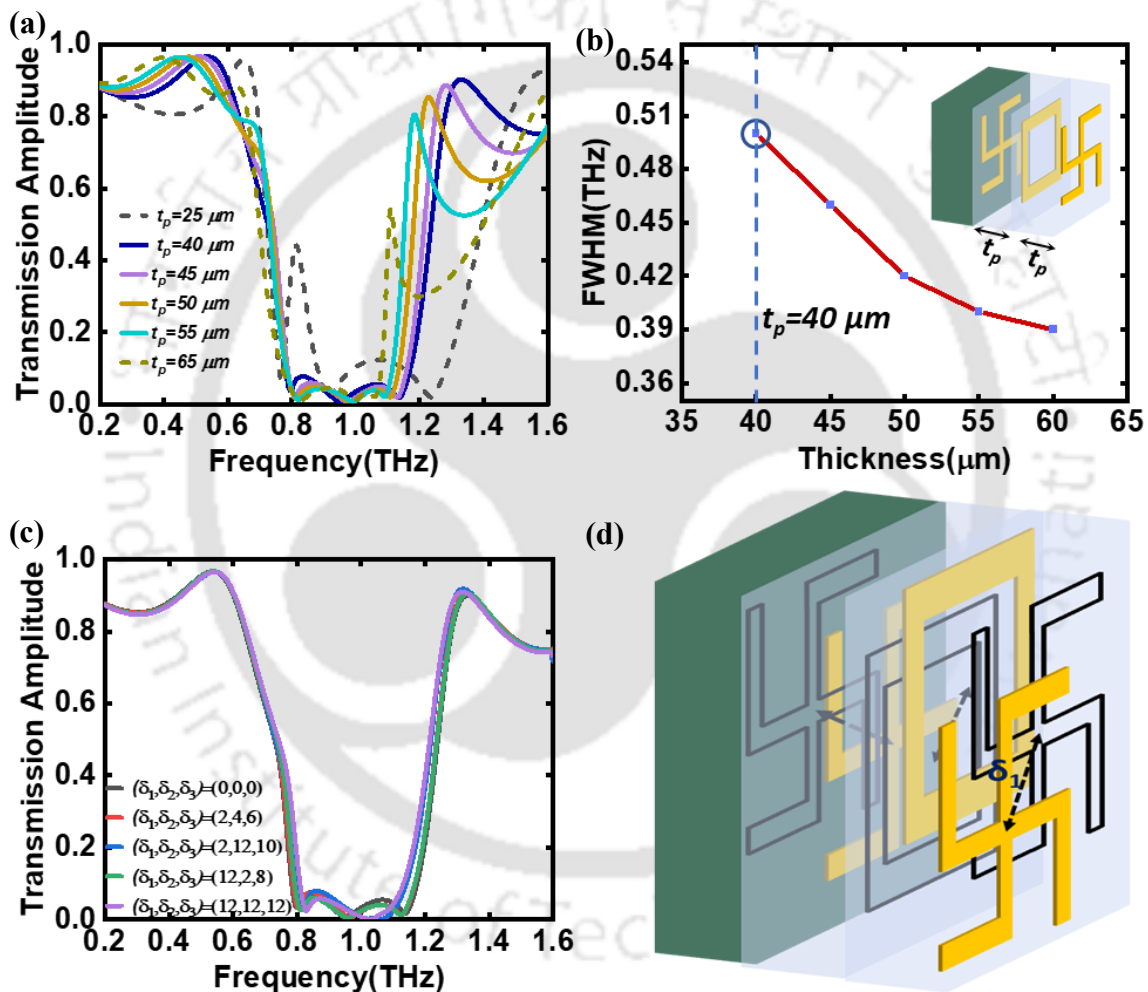 (a)
1.0
0.8
0.6
0.4
0.2
0.0
Transmission Amplitude
t_p=25 μm
t_p=40 μm
t_p=45 μm
t_p=50 μm
t_p=55 μm
t_p=65 μm
0.2 0.4 0.6 0.8 1.0 1.2 1.4 1.6
Frequency(THz)
(b)
0.54
0.51
0.48
0.45
0.42
0.39
0.36
FWHM(THz)
t_p
t_p
t_p=40 μm
35 40 45 50 55 60 65
Thickness(μm)
(c)
1.0
0.8
0.6
0.4
0.2
0.0
Transmission Amplitude
(δ₁,δ₂,δ₃)=(0,0,0)
(δ₁,δ₂,δ₃)=(2,4,6)
(δ₁,δ₂,δ₃)=(2,12,10)
(δ₁,δ₂,δ₃)=(12,2,8)
(δ₁,δ₂,δ₃)=(12,12,12)
0.2 0.4 0.6 0.8 1.0 1.2 1.4 1.6
Frequency(THz)
(d)
δ₁
Indian Institute of Tec